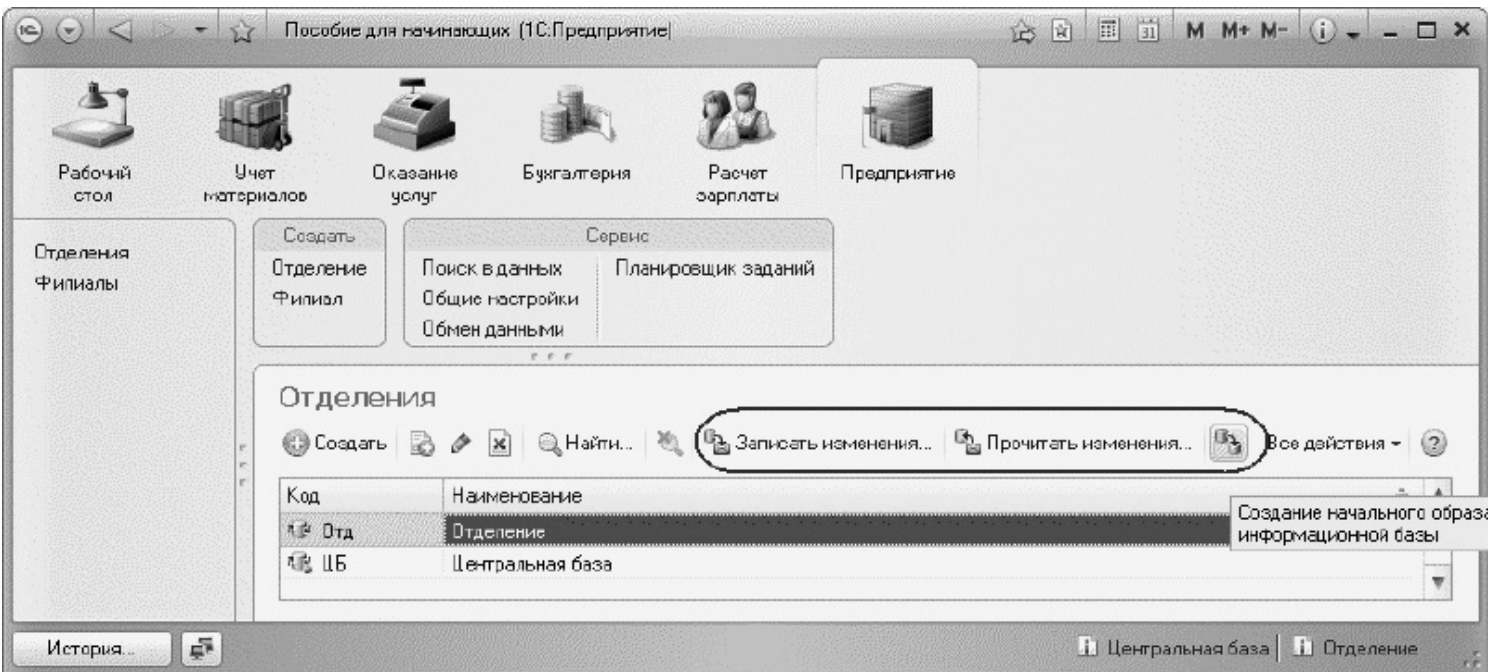 Пособие для начинающих (1С:Предприятие)
31 M M+ M-
Рабочий стол
Учет материалов
Оказание услуг
Бухгалтерия
Расчет зарплаты
Предприятие
Отделения
Филиалы
Создать
Отделение
Филиал
Сервис
Поиск в данных
Планировщик заданий
Общие настройки
Обмен данными
Отделения
Создать Найти... Записать изменения... Прочитать изменения... Все действия
Код Наименование
Отд Отделение
ЦБ Центральная база
Создание начального образа
информационной базы
История... Центральная база Отделение